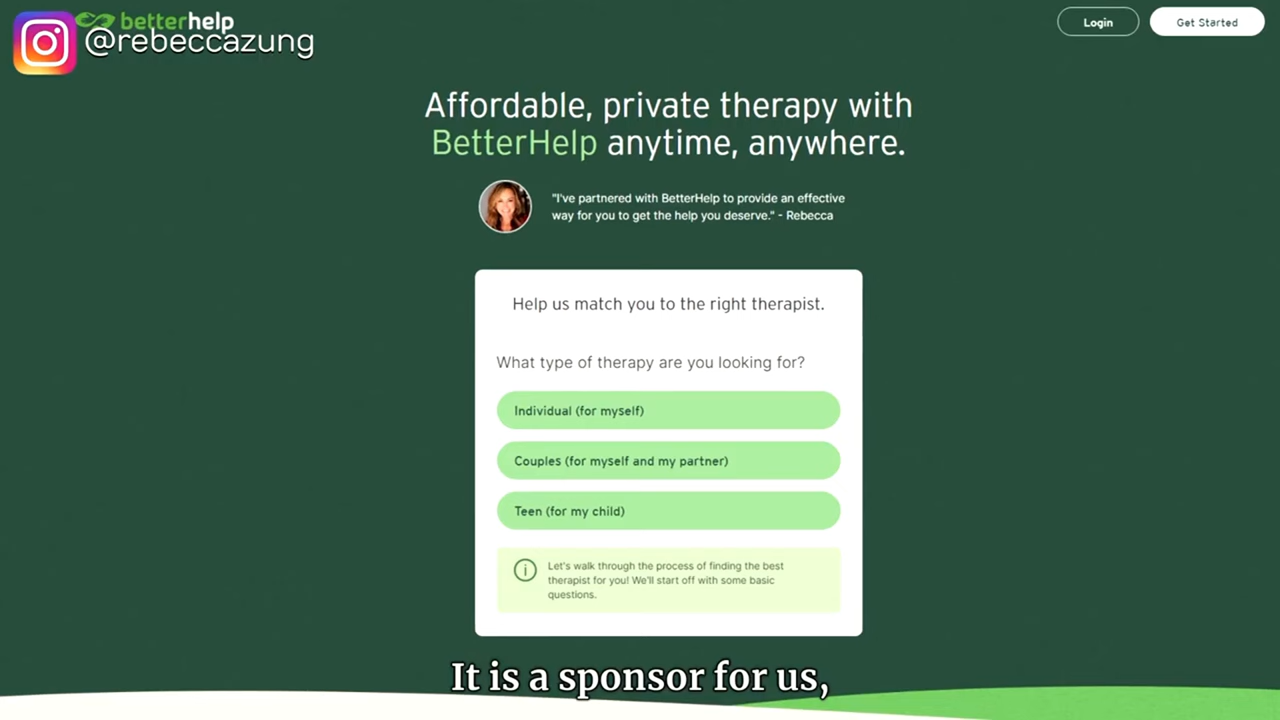 betterhelp
@rebeccazung
Login
Get Started
Affordable, private therapy with
BetterHelp anytime, anywhere.
"I've partnered with BetterHelp to provide an effective
way for you to get the help you deserve." - Rebecca
Help us match you to the right therapist.
What type of therapy are you looking for?
Individual (for myself)
Couples (for myself and my partner)
Teen (for my child)
Let's walk through the process of finding the best
therapist for you! We'll start off with some basic
questions.
It is a sponsor for us,